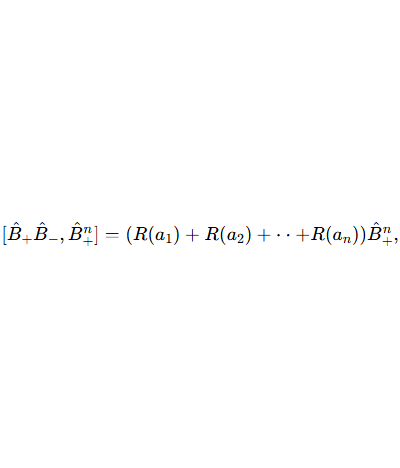 [B̂₊B̂₋, B̂₊ⁿ] = (R(a₁) + R(a₂) + · · +R(aₙ))B̂₊ⁿ,